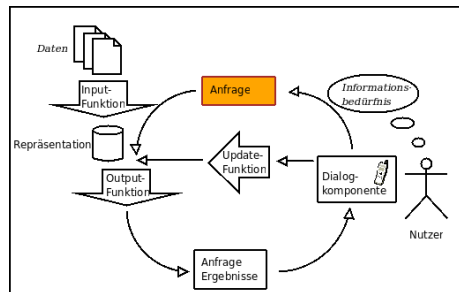 Daten
Input-
Funktion
Repräsentation
Output-
Funktion
Anfrage
Update-
Funktion
Anfrage
Ergebnisse
Informations-
bedürfnis
Dialog-
komponente
Nutzer